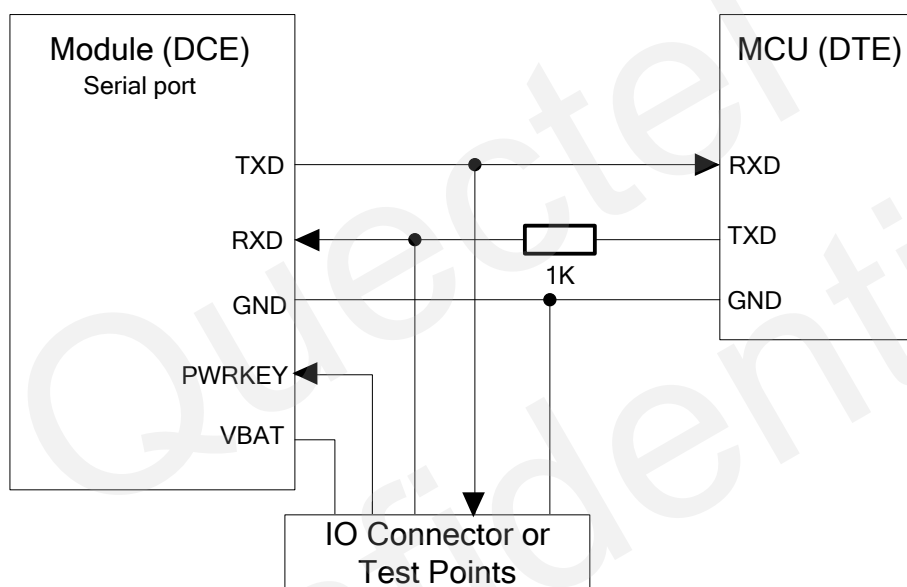 Module (DCE)
Serial port
MCU (DTE)
TXD
RXD
RXD
TXD
1K
GND
GND
PWRKEY
VBAT
IO Connector or
Test Points
Quectel